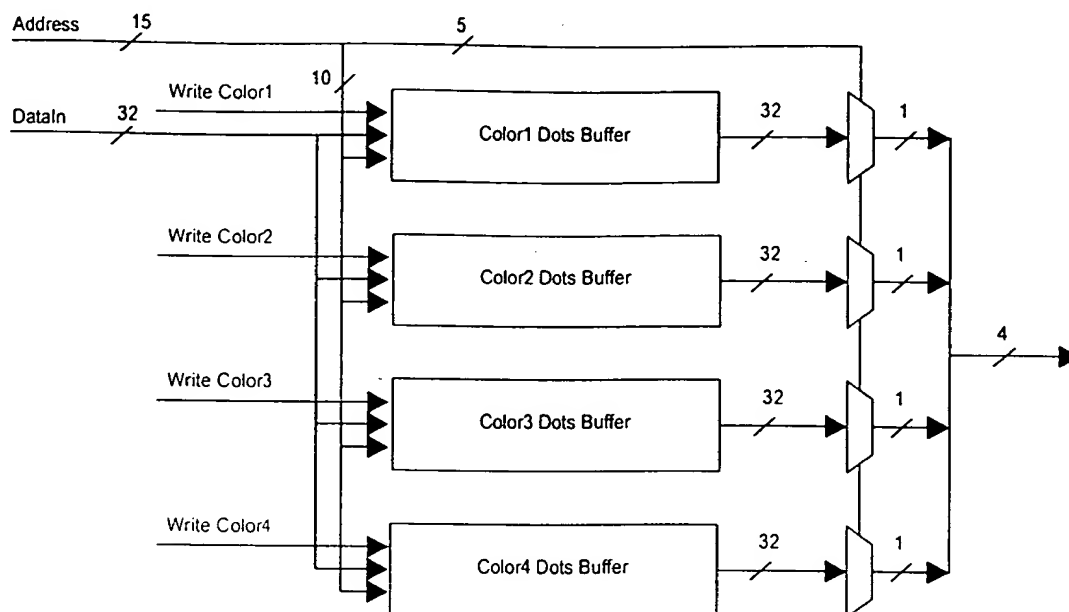 Address 15 5
10
Write Color1
DataIn 32
Color1 Dots Buffer 32 1
Write Color2
Color2 Dots Buffer 32 1
4
Write Color3
Color3 Dots Buffer 32 1
Write Color4
Color4 Dots Buffer 32 1